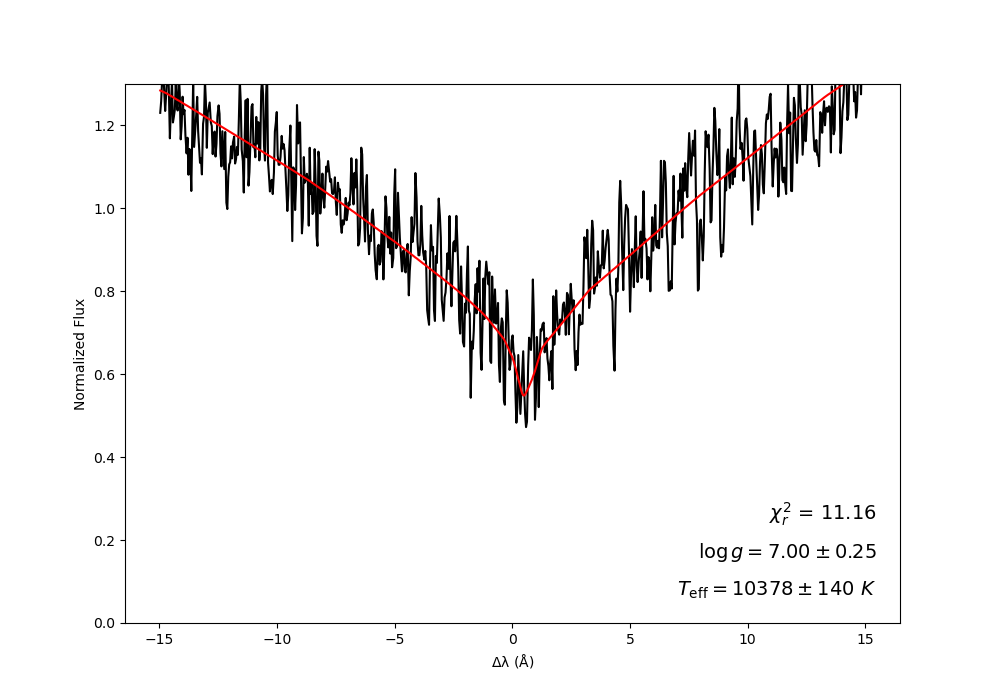 1.2
1.0
0.8
0.6
0.4
0.2
0.0
Normalized Flux
χ²ᵣ = 11.16
log g = 7.00 ± 0.25
T_eff = 10378 ± 140 K
−15 −10 −5 0 5 10 15
Δλ (Å)